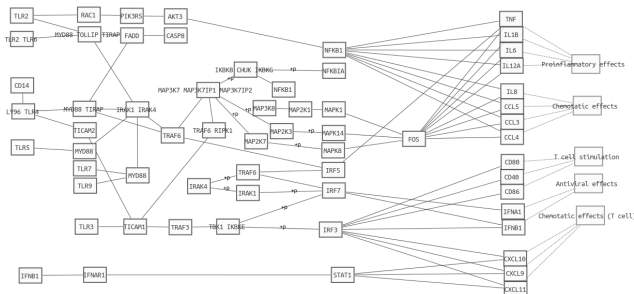 TLR2
RAC1
PIK3R5
AKT3
TLR2 TLR6
MYD88
TOLLIP
TIRAP
FADD
CASP8
CD14
LY96 TLR4
MYD88 TIRAP
IRAK1 IRAK4
TICAM2
TLR5
MYD88
TLR7
TLR9
MYD88
TLR3
TICAM1
TRAF3
TBK1 IKBKE
IFNB1
IFNAR1
STAT1
IKBKB CHUK IKBKG
+p
NFKB1
NFKBIA
+p
MAP3K7 MAP3K7IP1 MAP3K7IP2
NFKB1
MAP3K8
MAP2K1
MAPK1
+p
TRAF6
TRAF6 RIPK1
+p
MAP2K3
+p
MAPK14
MAP2K7
+p
MAPK8
FOS
IRF5
TRAF6
IRAK4
+p
+p
IRAK1
+p
IRF7
+p
+p
IRF3
TNF
IL1B
IL6
IL12A
Proinflammatory effects
IL8
CCL5
CCL3
CCL4
Chemotatic effects
CD80
CD40
CD86
T cell stimulation
IFNA1
IFNB1
Antiviral effects
CXCL10
CXCL9
CXCL11
Chemotatic effects (T cell)